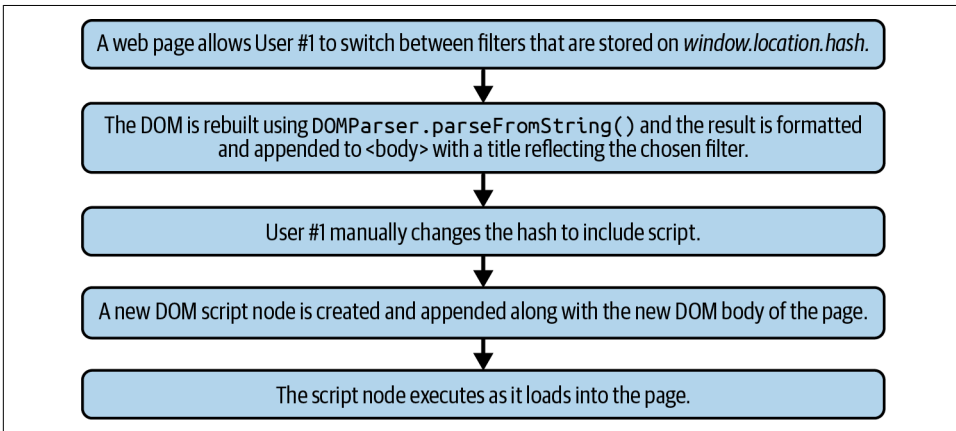 A web page allows User #1 to switch between filters that are stored on window.location.hash.
The DOM is rebuilt using DOMParser.parseFromString() and the result is formatted
and appended to <body> with a title reflecting the chosen filter.
User #1 manually changes the hash to include script.
A new DOM script node is created and appended along with the new DOM body of the page.
The script node executes as it loads into the page.